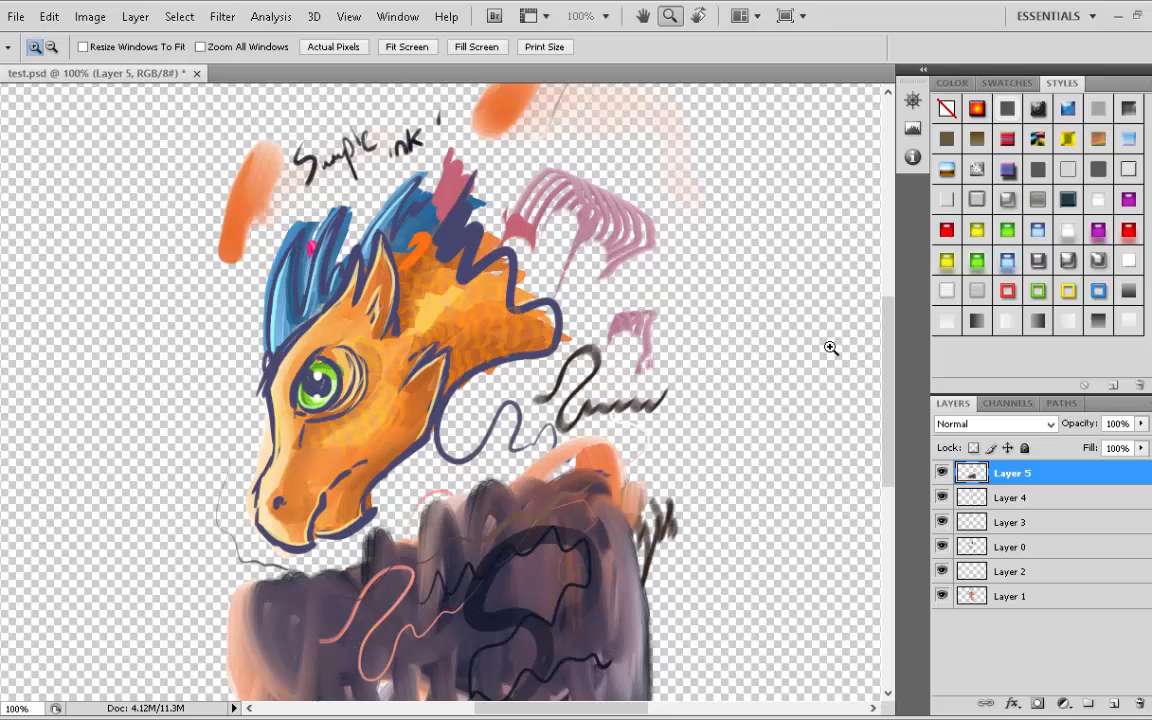 File Edit Image Layer Select Filter Analysis 3D View Window Help Br 100% ESSENTIALS
Resize Windows To Fit Zoom All Windows Actual Pixels Fit Screen Fill Screen Print Size
test.psd @ 100% (Layer 5, RGB/8#) * ×
COLOR SWATCHES STYLES
ink
LAYERS CHANNELS PATHS
Normal Opacity: 100%
Lock: Fill: 100%
Layer 5
Layer 4
Layer 3
Layer 0
Layer 2
Layer 1
100% Doc: 4.12M/11.3M fx